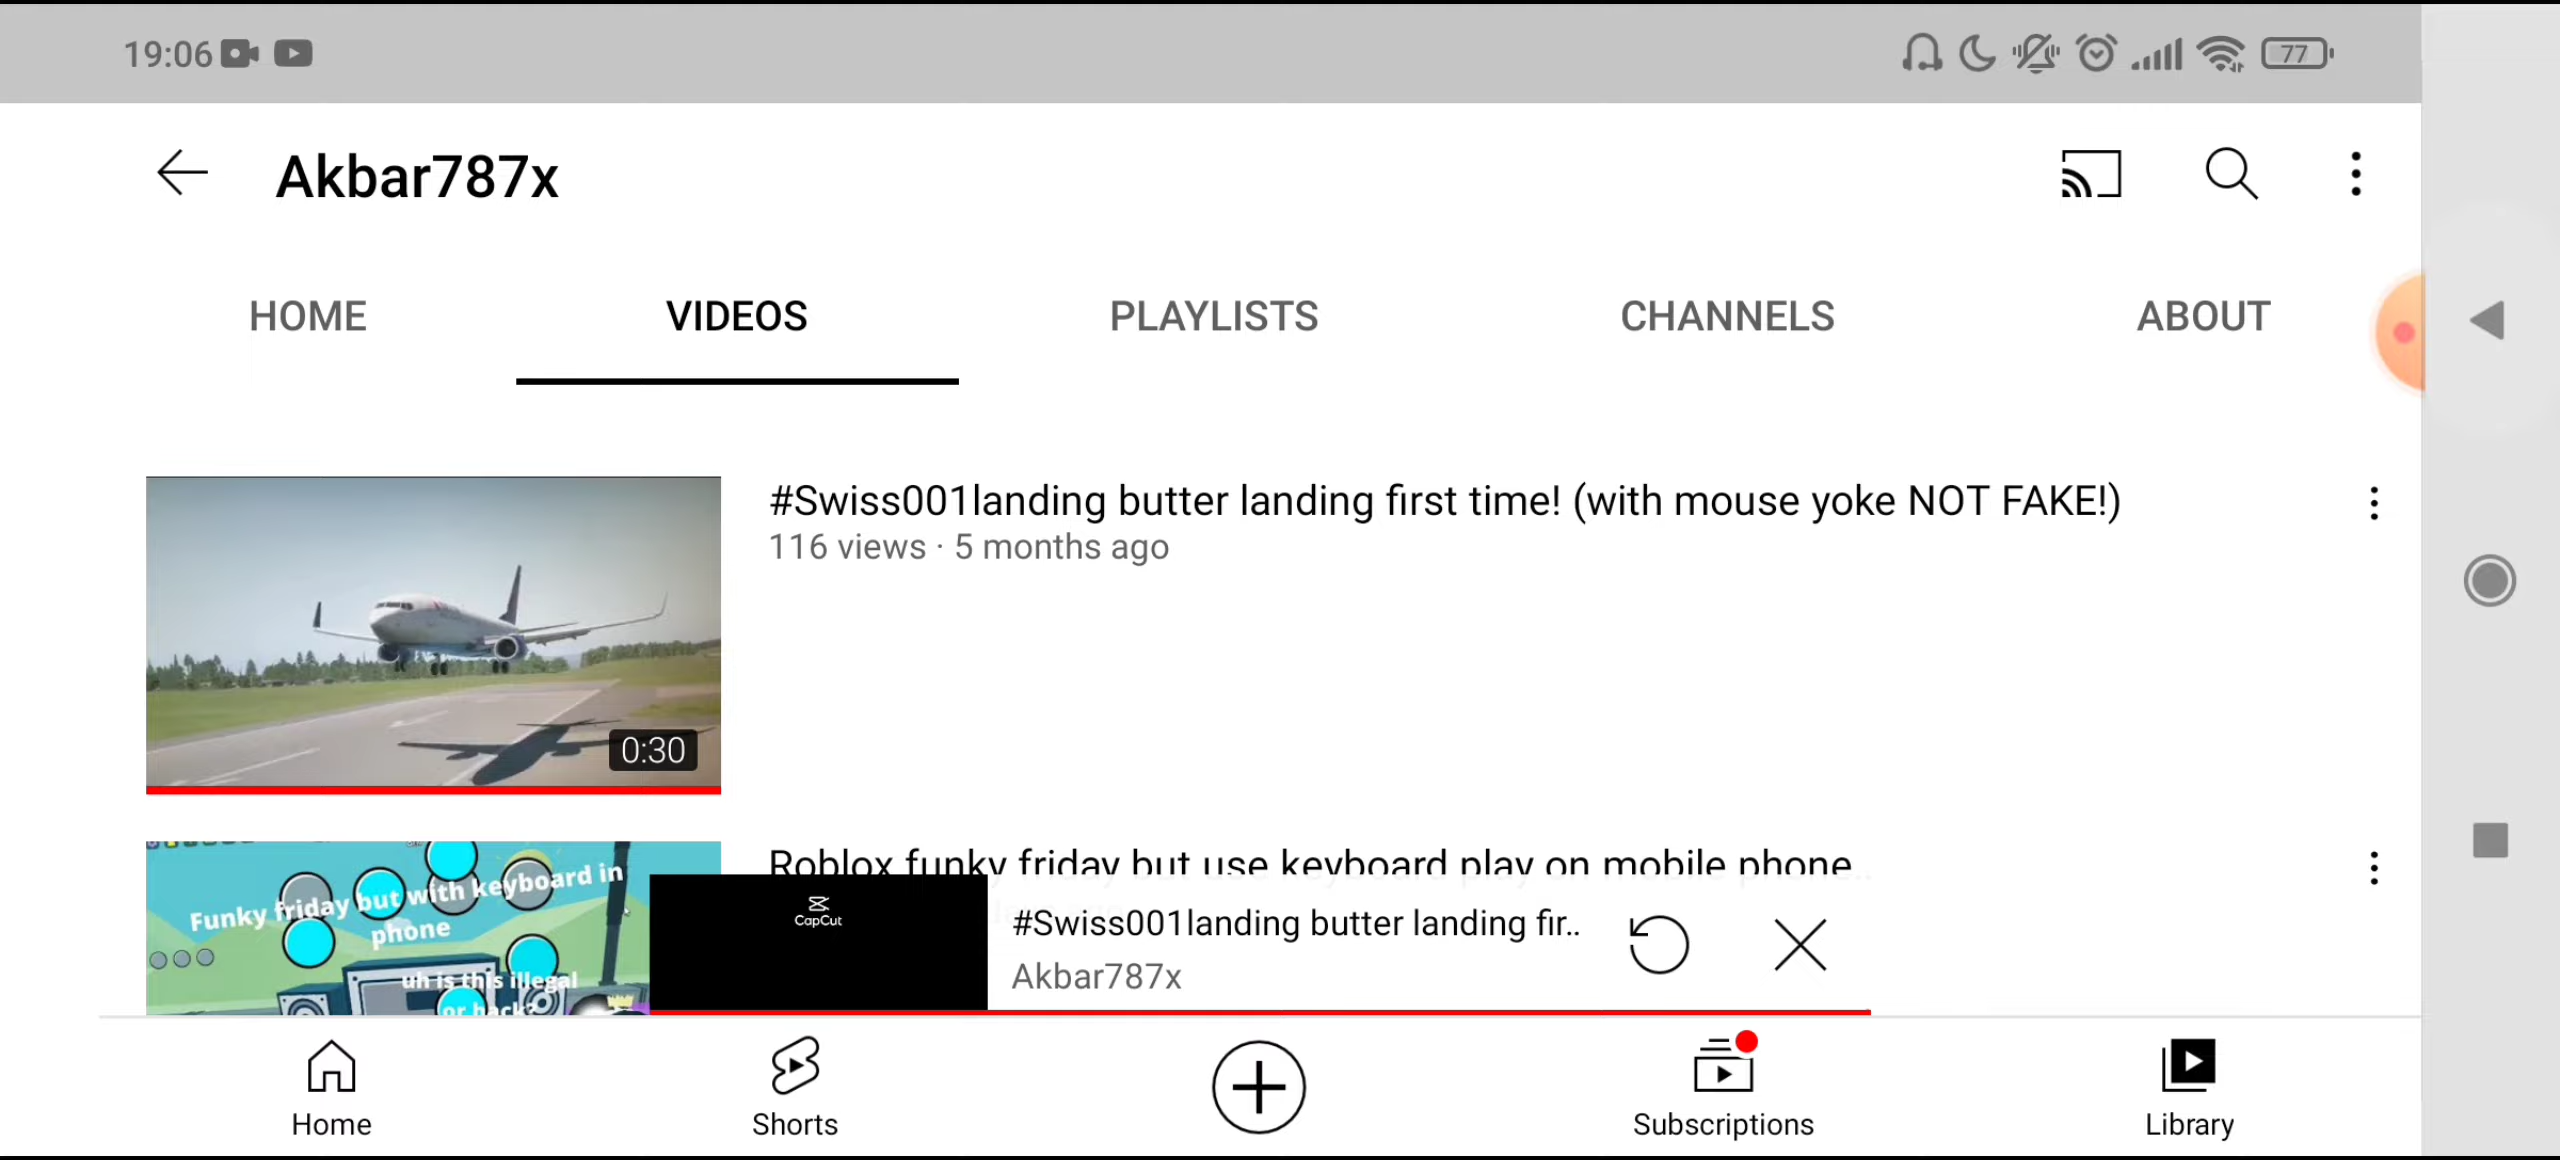 19:06
77
Akbar787x
HOME
VIDEOS
PLAYLISTS
CHANNELS
ABOUT
#Swiss001landing butter landing first time! (with mouse yoke NOT FAKE!)
116 views · 5 months ago
0:30
Roblox funky friday but use keyboard play on mobile phone..
Funky friday but with keyboard in
phone
uh is this illegal
or hack?
CapCut
#Swiss001landing butter landing fir..
Akbar787x
Home
Shorts
Subscriptions
Library